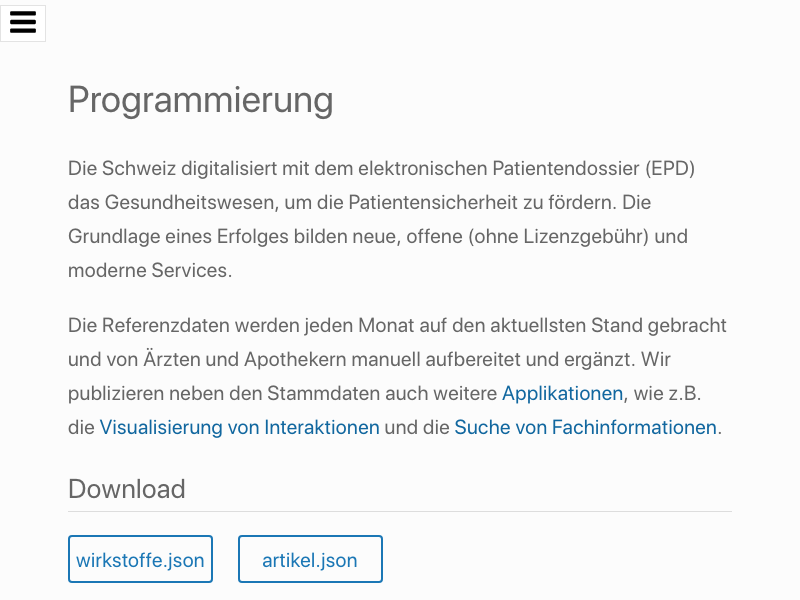 Programmierung
Die Schweiz digitalisiert mit dem elektronischen Patientendossier (EPD)
das Gesundheitswesen, um die Patientensicherheit zu fördern. Die
Grundlage eines Erfolges bilden neue, offene (ohne Lizenzgebühr) und
moderne Services.
Die Referenzdaten werden jeden Monat auf den aktuellsten Stand gebracht
und von Ärzten und Apothekern manuell aufbereitet und ergänzt. Wir
publizieren neben den Stammdaten auch weitere Applikationen, wie z.B.
die Visualisierung von Interaktionen und die Suche von Fachinformationen.
Download
wirkstoffe.json
artikel.json